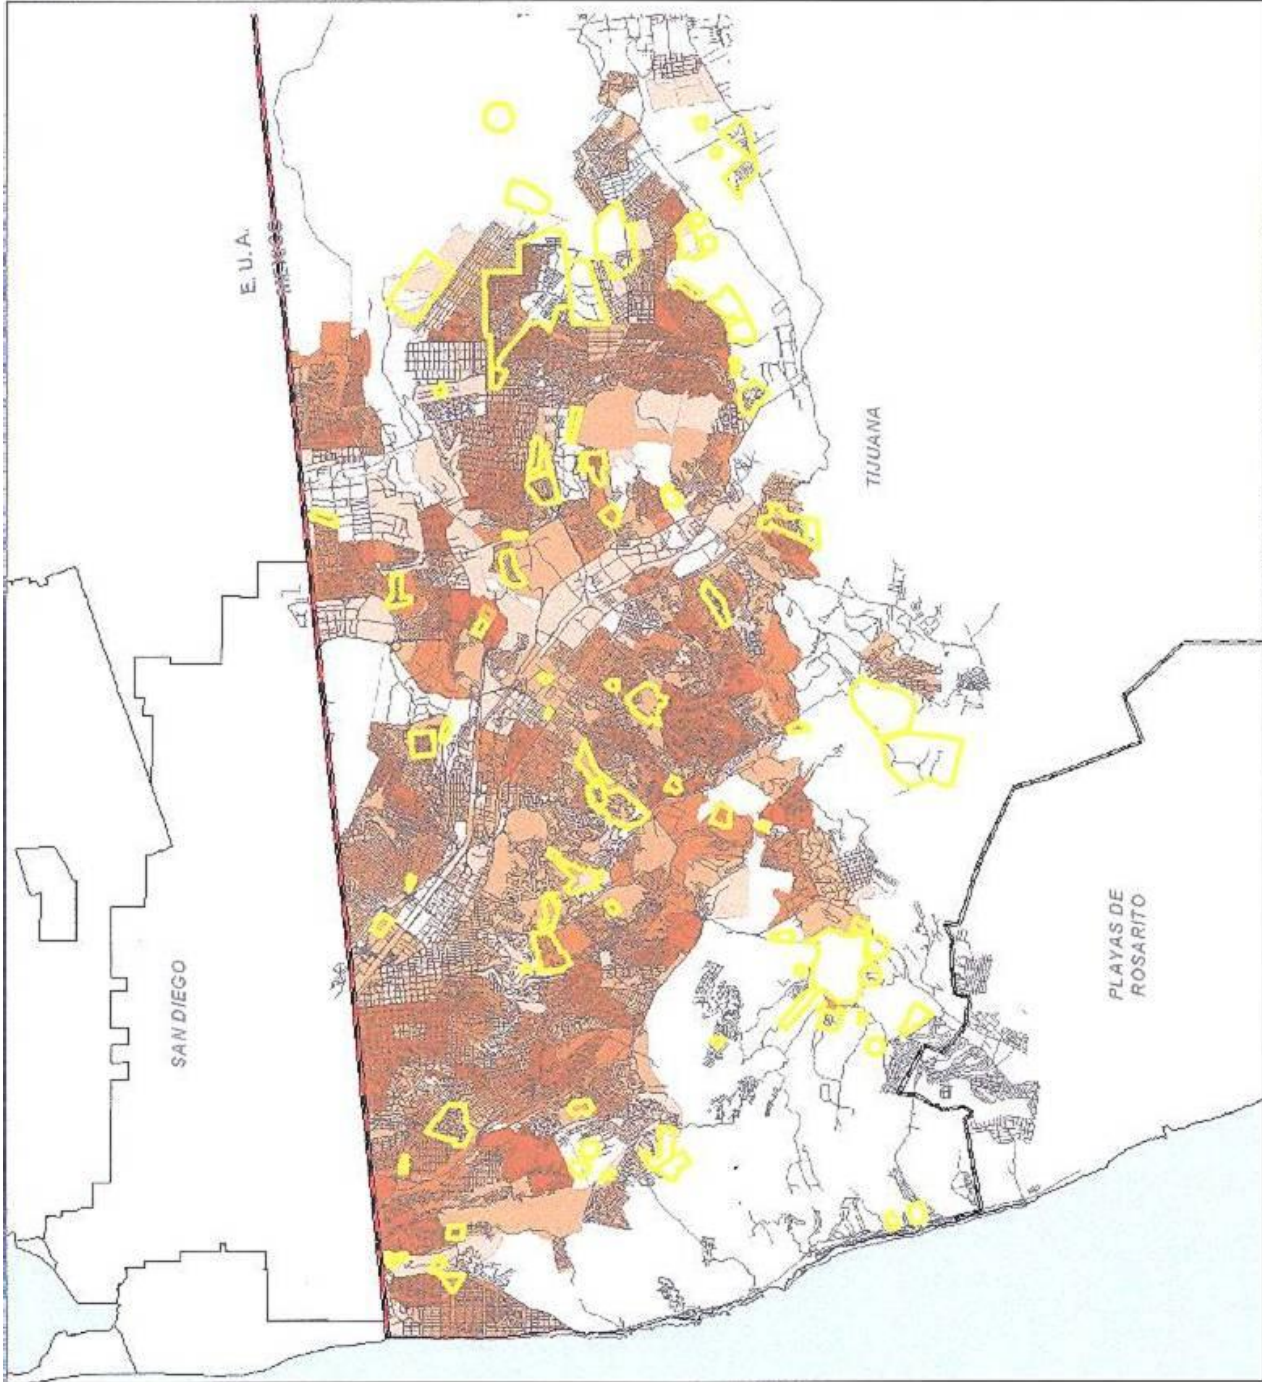 E. U. A.
SAN DIEGO
TIJUANA
PLAYAS DE
ROSARITO